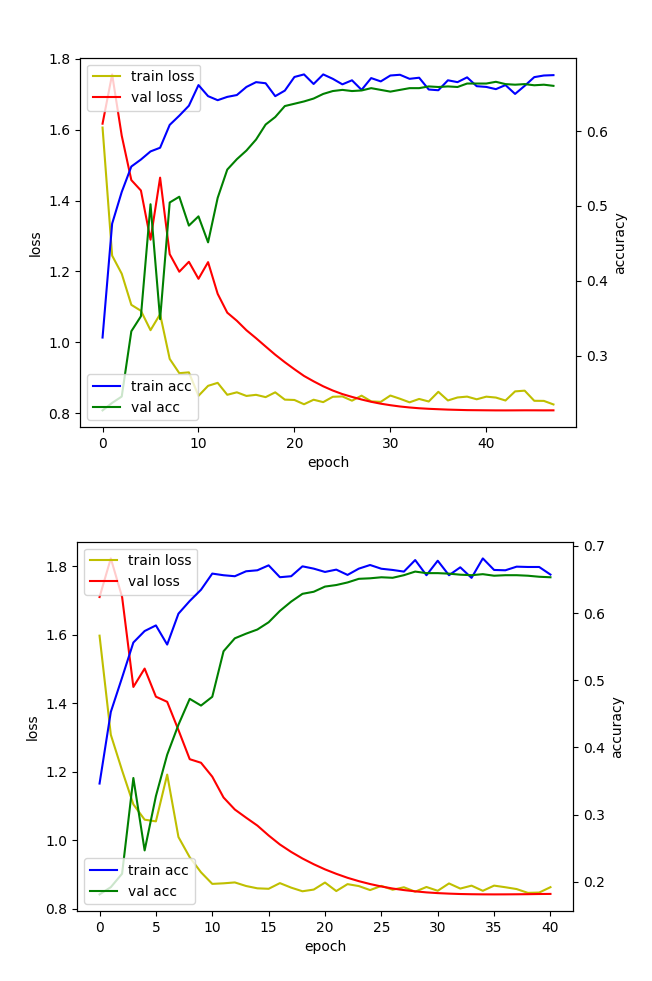 1.8
1.6
1.4
1.2
1.0
0.8
loss
train loss
val loss
train acc
val acc
0.6
0.5
0.4
0.3
accuracy
0 10 20 30 40
epoch
1.8
1.6
1.4
1.2
1.0
0.8
loss
train loss
val loss
train acc
val acc
0.7
0.6
0.5
0.4
0.3
0.2
accuracy
0 5 10 15 20 25 30 35 40
epoch